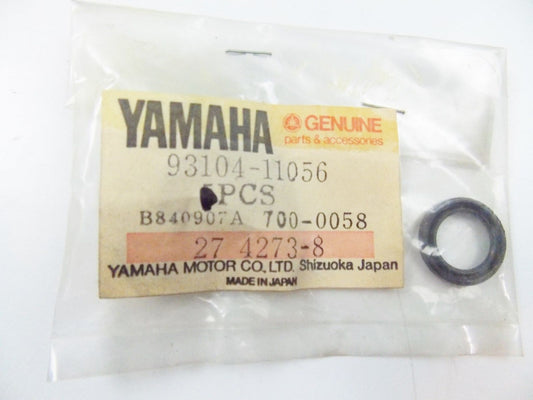 YAMAHA GENUINE
parts & accessories
93104-11056
PCS
B840907A 700-0058
27 4273-8
YAMAHA MOTOR CO., LTD. Shizuoka Japan
MADE IN JAPAN